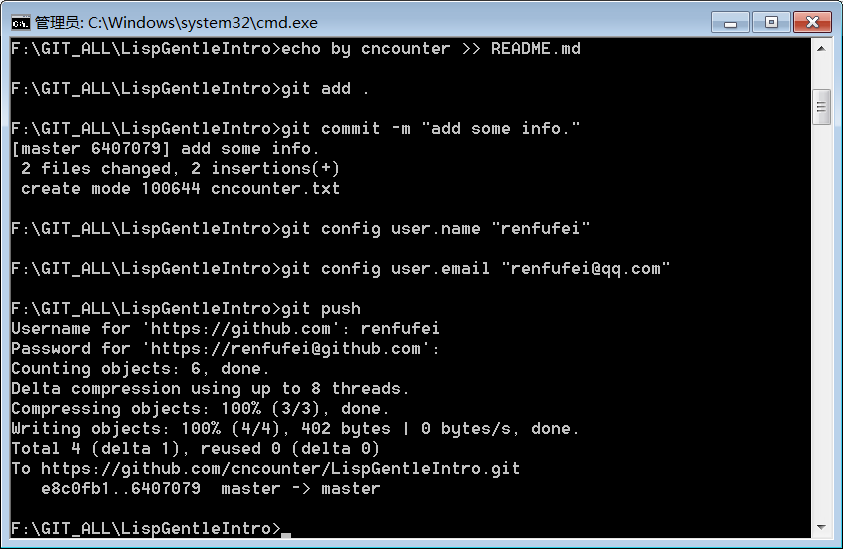 管理员: C:\Windows\system32\cmd.exe
F:\GIT_ALL\LispGentleIntro>echo by cncounter >> README.md
F:\GIT_ALL\LispGentleIntro>git add .
F:\GIT_ALL\LispGentleIntro>git commit -m "add some info."
[master 6407079] add some info.
 2 files changed, 2 insertions(+)
 create mode 100644 cncounter.txt
F:\GIT_ALL\LispGentleIntro>git config user.name "renfufei"
F:\GIT_ALL\LispGentleIntro>git config user.email "renfufei@qq.com"
F:\GIT_ALL\LispGentleIntro>git push
Username for 'https://github.com': renfufei
Password for 'https://renfufei@github.com':
Counting objects: 6, done.
Delta compression using up to 8 threads.
Compressing objects: 100% (3/3), done.
Writing objects: 100% (4/4), 402 bytes | 0 bytes/s, done.
Total 4 (delta 1), reused 0 (delta 0)
To https://github.com/cncounter/LispGentleIntro.git
   e8c0fb1..6407079  master -> master
F:\GIT_ALL\LispGentleIntro>